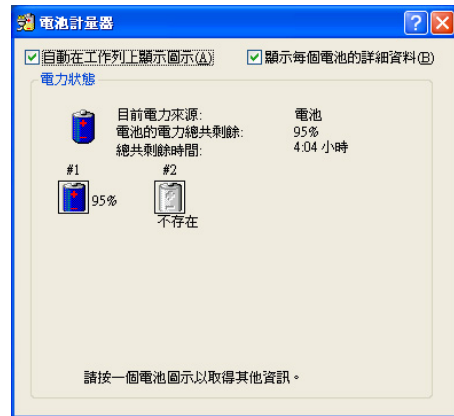 電池計量器
自動在工作列上顯示圖示(A) 顯示每個電池的詳細資料(B)
電力狀態
目前電力來源: 電池
電池的電力總共剩餘: 95%
總共剩餘時間: 4:04 小時
#1 #2
95%
不存在
請按一個電池圖示以取得其他資訊。